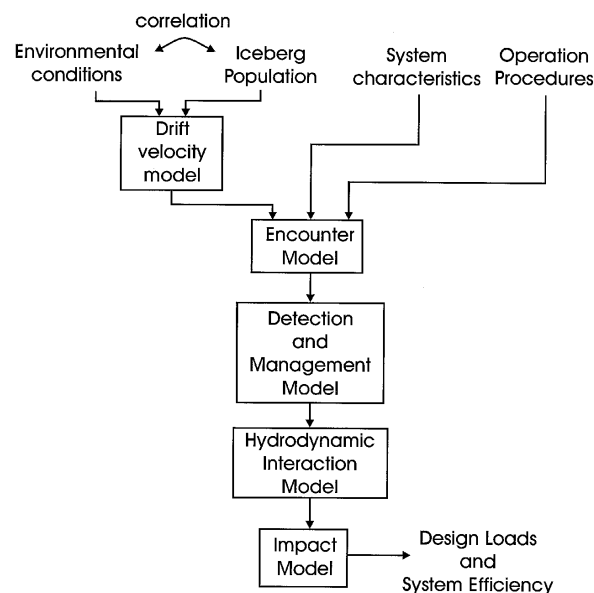 correlation
Environmental
conditions
Iceberg
Population
System
characteristics
Operation
Procedures
Drift
velocity
model
Encounter
Model
Detection
and
Management
Model
Hydrodynamic
Interaction
Model
Impact
Model
Design Loads
and
System Efficiency